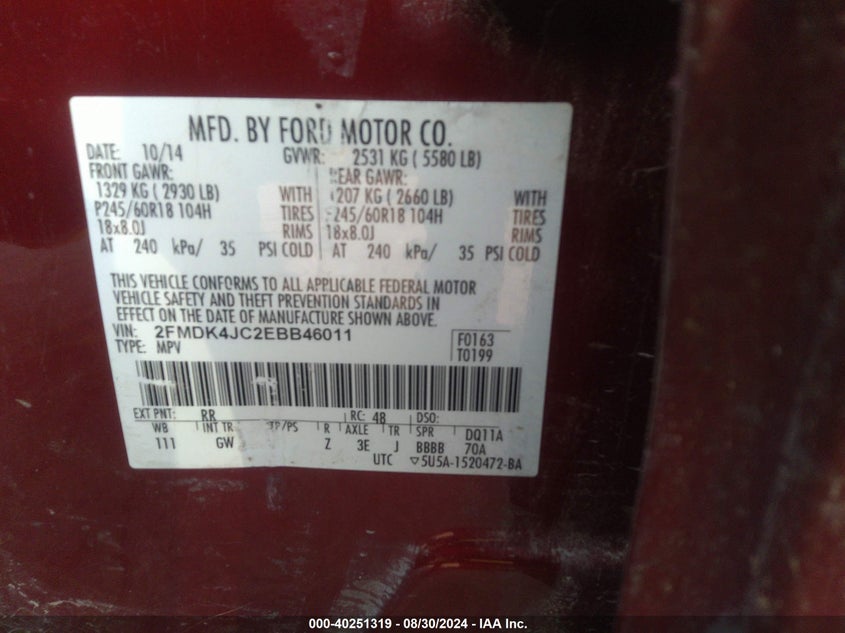 MFD. BY FORD MOTOR CO.
DATE: 10/14 GVWR: 2531 KG ( 5580 LB)
FRONT GAWR: REAR GAWR:
1329 KG ( 2930 LB) WITH 1207 KG ( 2660 LB) WITH
P245/60R18 104H TIRES P245/60R18 104H TIRES
18x8.0J RIMS 18x8.0J RIMS
AT 240 kPa/ 35 PSI COLD AT 240 kPa/ 35 PSI COLD
THIS VEHICLE CONFORMS TO ALL APPLICABLE FEDERAL MOTOR
VEHICLE SAFETY AND THEFT PREVENTION STANDARDS IN
EFFECT ON THE DATE OF MANUFACTURE SHOWN ABOVE.
VIN: 2FMDK4JC2EBB46011 F0163
TYPE: MPV T0199
EXT PNT: RR RC: 48 DSO:
WB INT TR TP/PS R AXLE TR SPR DQ11A
111 GW Z 3E J BBBB 70A
UTC ▽5U5A-1520472-BA
000-40251319 - 08/30/2024 - IAA Inc.